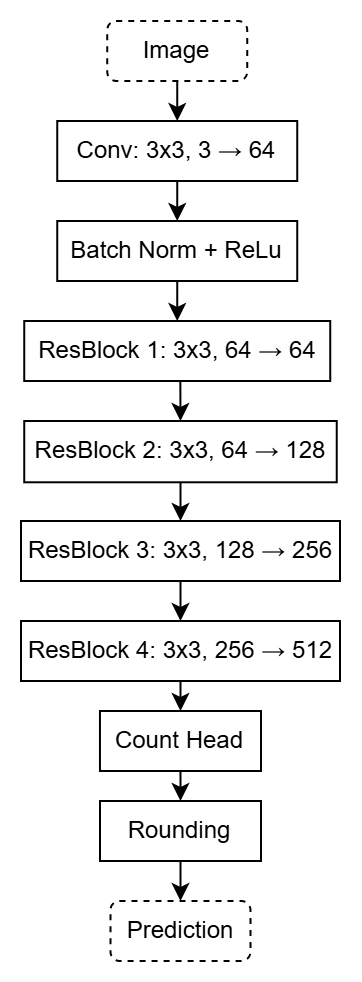 Image
Conv: 3x3, 3 → 64
Batch Norm + ReLu
ResBlock 1: 3x3, 64 → 64
ResBlock 2: 3x3, 64 → 128
ResBlock 3: 3x3, 128 → 256
ResBlock 4: 3x3, 256 → 512
Count Head
Rounding
Prediction